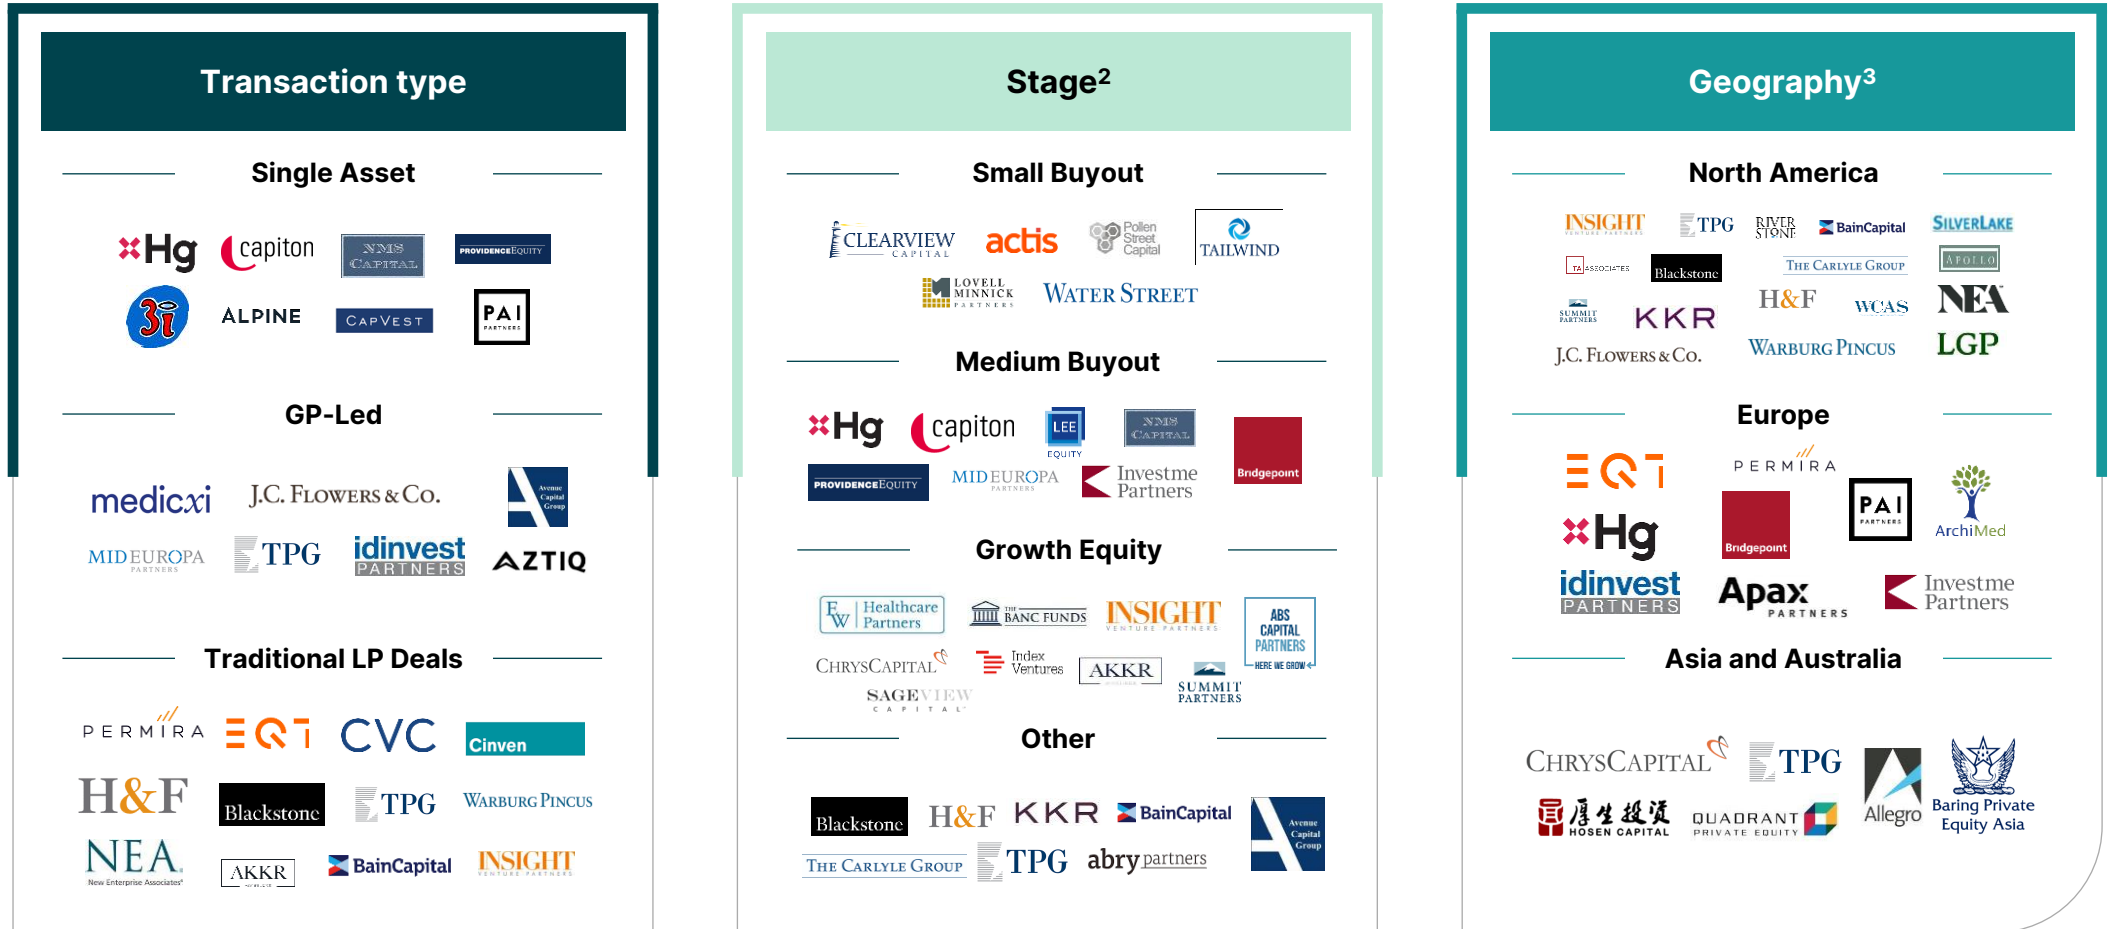 Transaction type
Single Asset
Hg
capiton
NMS
CAPITAL
PROVIDENCEEQUITY
3i
ALPINE
CAPVEST
PAI
PARTNERS
GP-Led
medicxi
J.C. FLOWERS & CO.
Avenue
Capital
Group
MIDEUROPA
PARTNERS
TPG
idinvest
PARTNERS
AZTIQ
Traditional LP Deals
PERMIRA
EQT
CVC
Cinven
H&F
Blackstone
TPG
WARBURG PINCUS
NEA
New Enterprise Associates®
AKKR
BainCapital
INSIGHT
VENTURE PARTNERS
Stage²
Small Buyout
CLEARVIEW
CAPITAL
actis
Pollen
Street
Capital
TAILWIND
LOVELL
MINNICK
PARTNERS
WATER STREET
Medium Buyout
Hg
capiton
LEE
EQUITY
NMS
CAPITAL
Bridgepoint
PROVIDENCEEQUITY
MIDEUROPA
PARTNERS
Investme
Partners
Growth Equity
FW Healthcare
Partners
THE
BANC FUNDS
INSIGHT
VENTURE PARTNERS
ABS
CAPITAL
PARTNERS
HERE WE GROW
CHRYSCAPITAL
Index
Ventures
AKKR
SUMMIT
PARTNERS
SAGEVIEW
CAPITAL
Other
Blackstone
H&F
KKR
BainCapital
Avenue
Capital
Group
THE CARLYLE GROUP
TPG
abry partners
Geography³
North America
INSIGHT
VENTURE PARTNERS
TPG
RIVER
STONE
BainCapital
SILVERLAKE
TA ASSOCIATES
Blackstone
THE CARLYLE GROUP
APOLLO
SUMMIT
PARTNERS
KKR
H&F
WCAS
NEA
J.C. FLOWERS & CO.
WARBURG PINCUS
LGP
Europe
EQT
PERMIRA
Hg
Bridgepoint
PAI
PARTNERS
ArchiMed
idinvest
PARTNERS
Apax
PARTNERS
Investme
Partners
Asia and Australia
CHRYSCAPITAL
TPG
Allegro
Baring Private
Equity Asia
厚生投资
HOSEN CAPITAL
QUADRANT
PRIVATE EQUITY